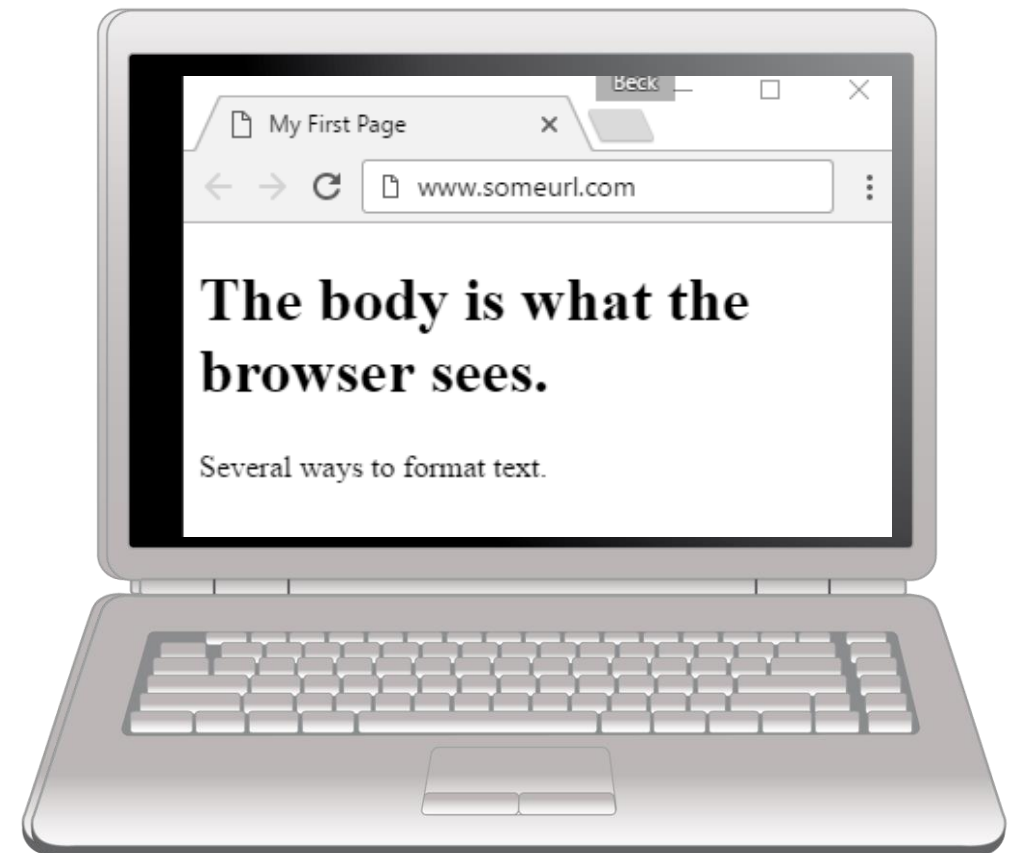 Beck
My First Page
www.someurl.com
The body is what the
browser sees.
Several ways to format text.